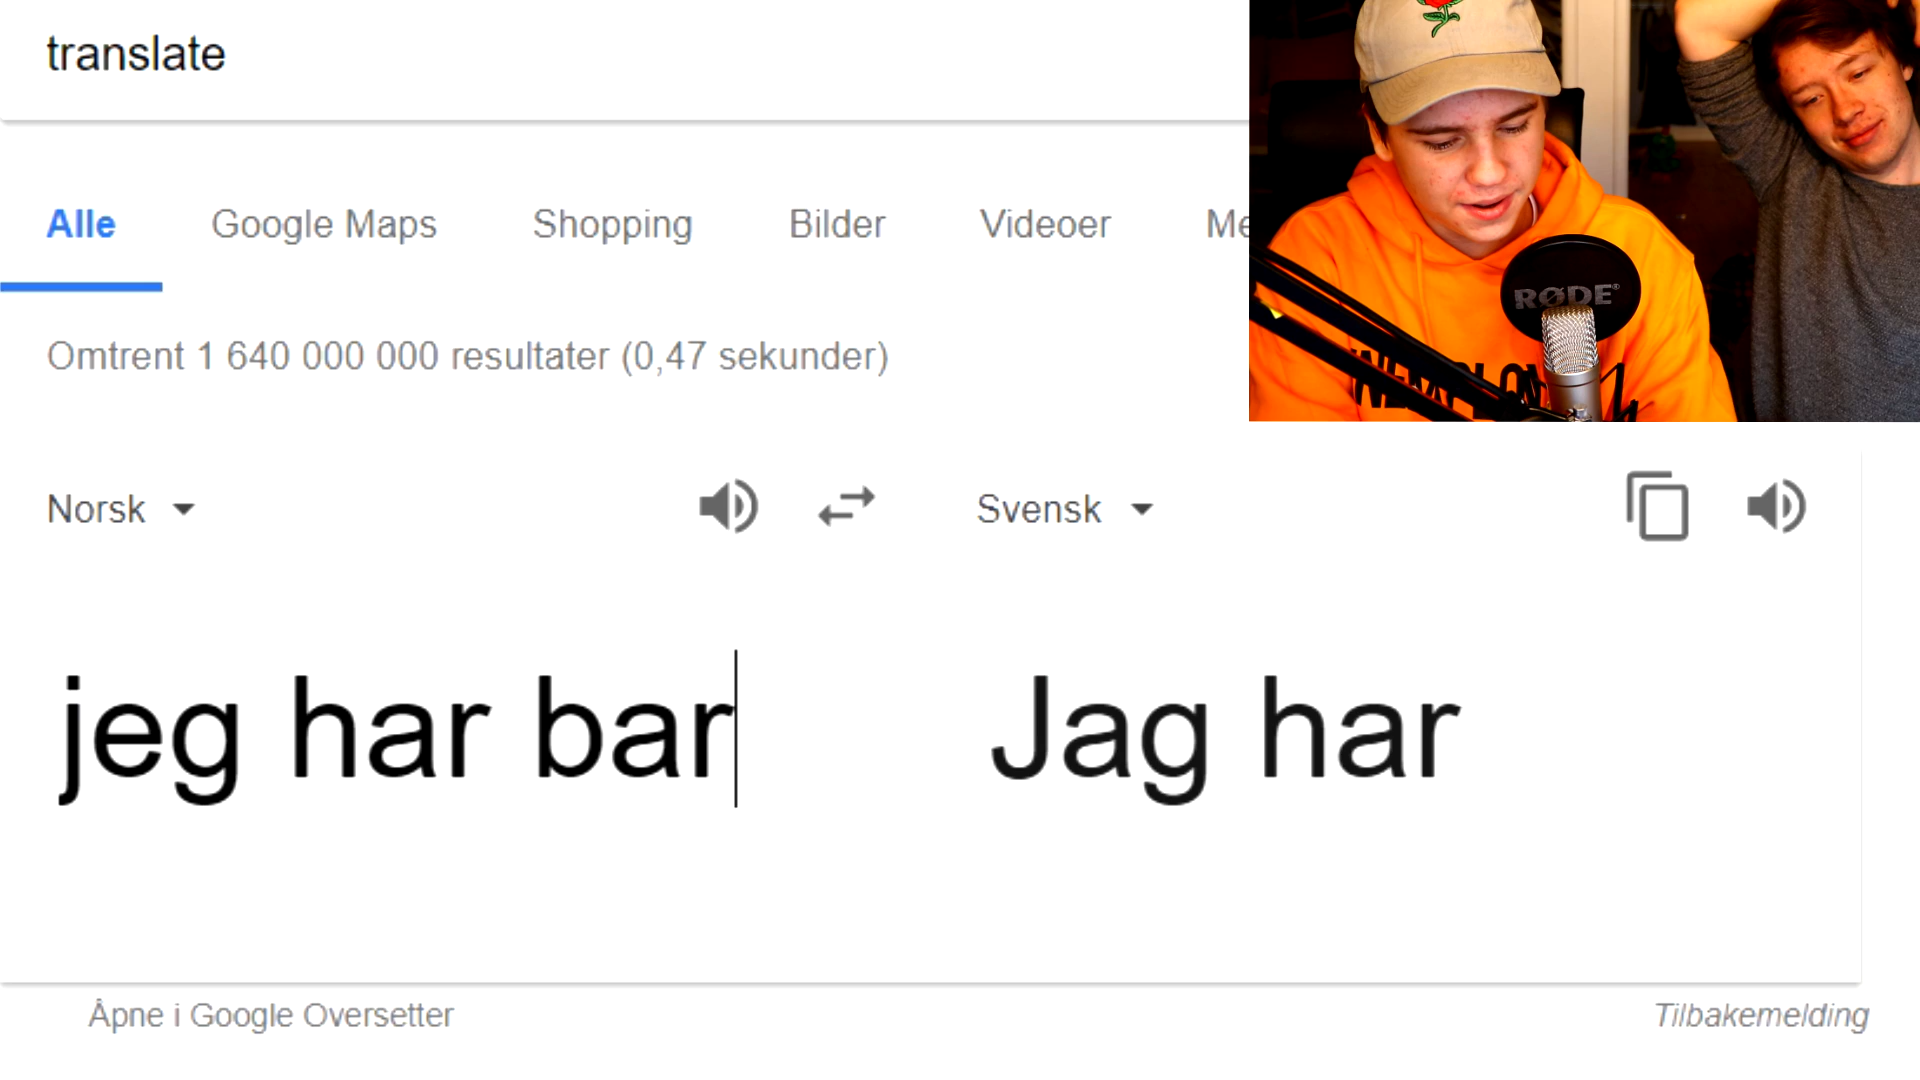 translate
Alle Google Maps Shopping Bilder Videoer Me
Omtrent 1 640 000 000 resultater (0,47 sekunder)
RØDE®
Norsk Svensk
jeg har bar Jag har
Åpne i Google Oversetter Tilbakemelding